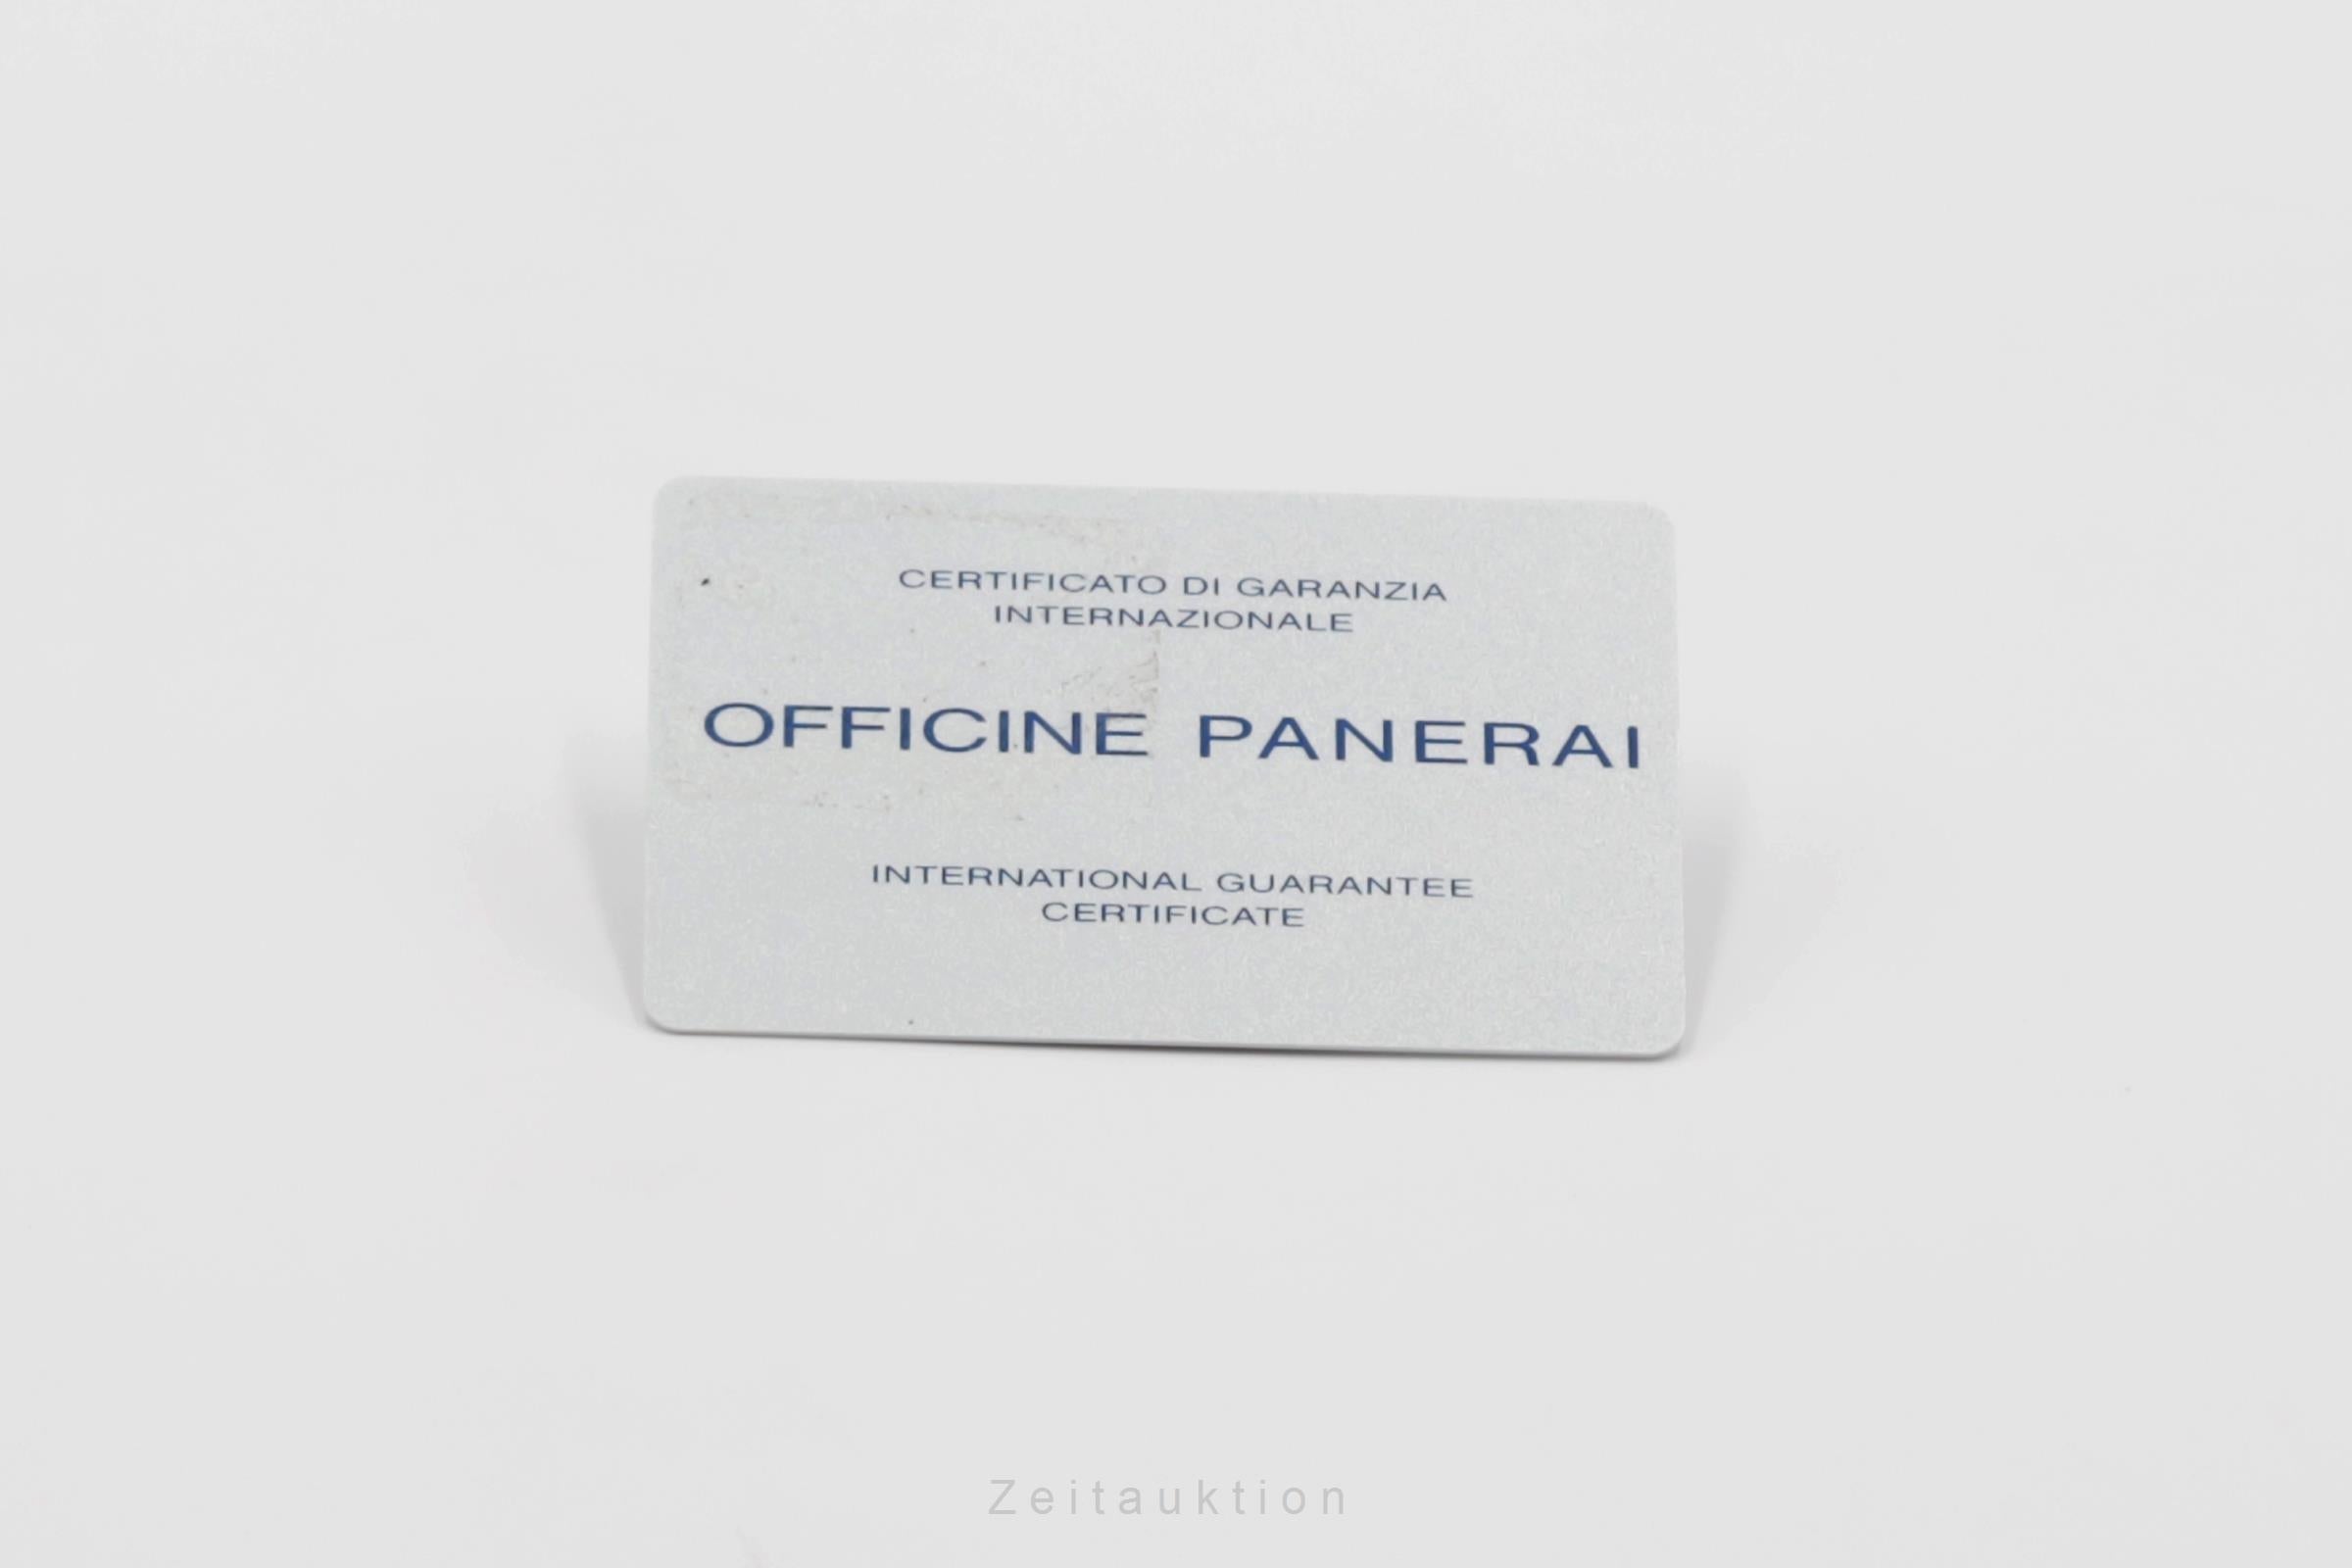 CERTIFICATO DI GARANZIA
INTERNAZIONALE
OFFICINE PANERAI
INTERNATIONAL GUARANTEE
CERTIFICATE
Zeitauktion